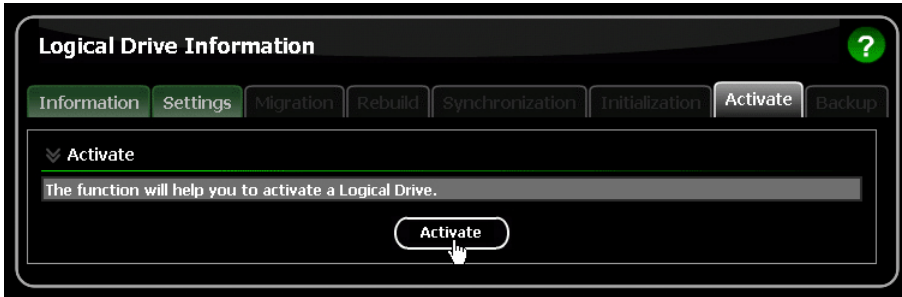 Logical Drive Information
?
Information Settings Migration Rebuild Synchronization Initialization Activate Backup
Activate
The function will help you to activate a Logical Drive.
Activate